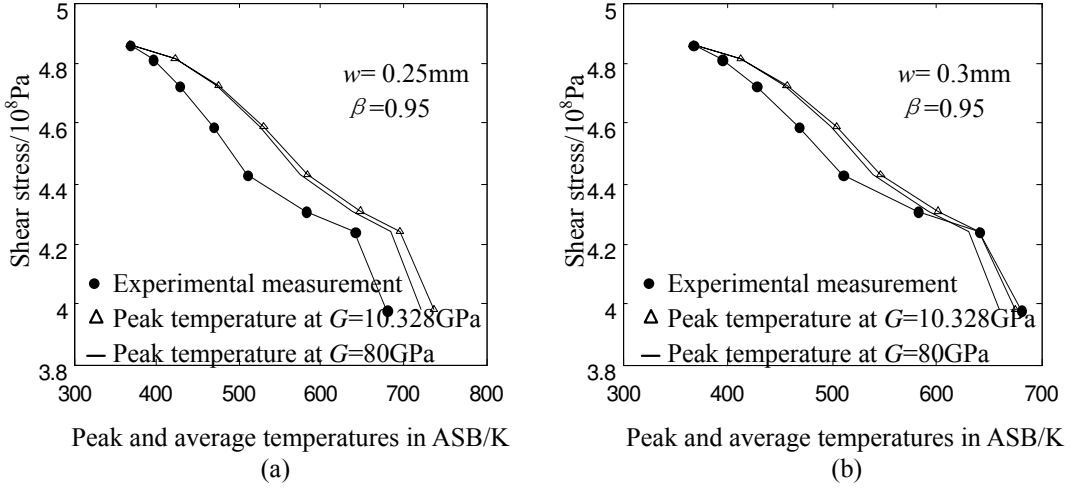 5
4.8
4.6
4.4
4.2
4
3.8
300 400 500 600 700 800
Shear stress/10⁸Pa
w= 0.25mm
β=0.95
Experimental measurement
Peak temperature at G=10.328GPa
Peak temperature at G=80GPa
Peak and average temperatures in ASB/K
(a)
5
4.8
4.6
4.4
4.2
4
3.8
300 400 500 600 700
Shear stress/10⁸Pa
w= 0.3mm
β=0.95
Experimental measurement
Peak temperature at G=10.328GPa
Peak temperature at G=80GPa
Peak and average temperatures in ASB/K
(b)